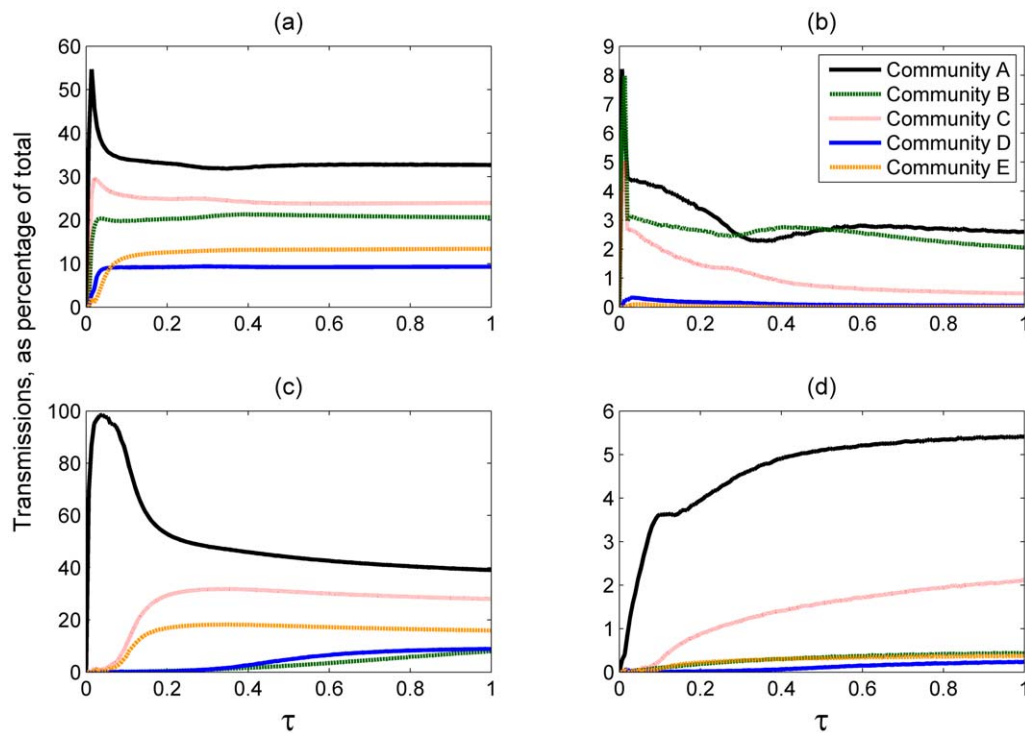 (a)
60
50
40
30
20
10
0
0 0.2 0.4 0.6 0.8 1
(b)
9
8
7
6
5
4
3
2
1
0
0 0.2 0.4 0.6 0.8 1
Community A
Community B
Community C
Community D
Community E
Transmissions, as percentage of total
(c)
100
80
60
40
20
0
0 0.2 0.4 0.6 0.8 1
τ
(d)
6
5
4
3
2
1
0
0 0.2 0.4 0.6 0.8 1
τ